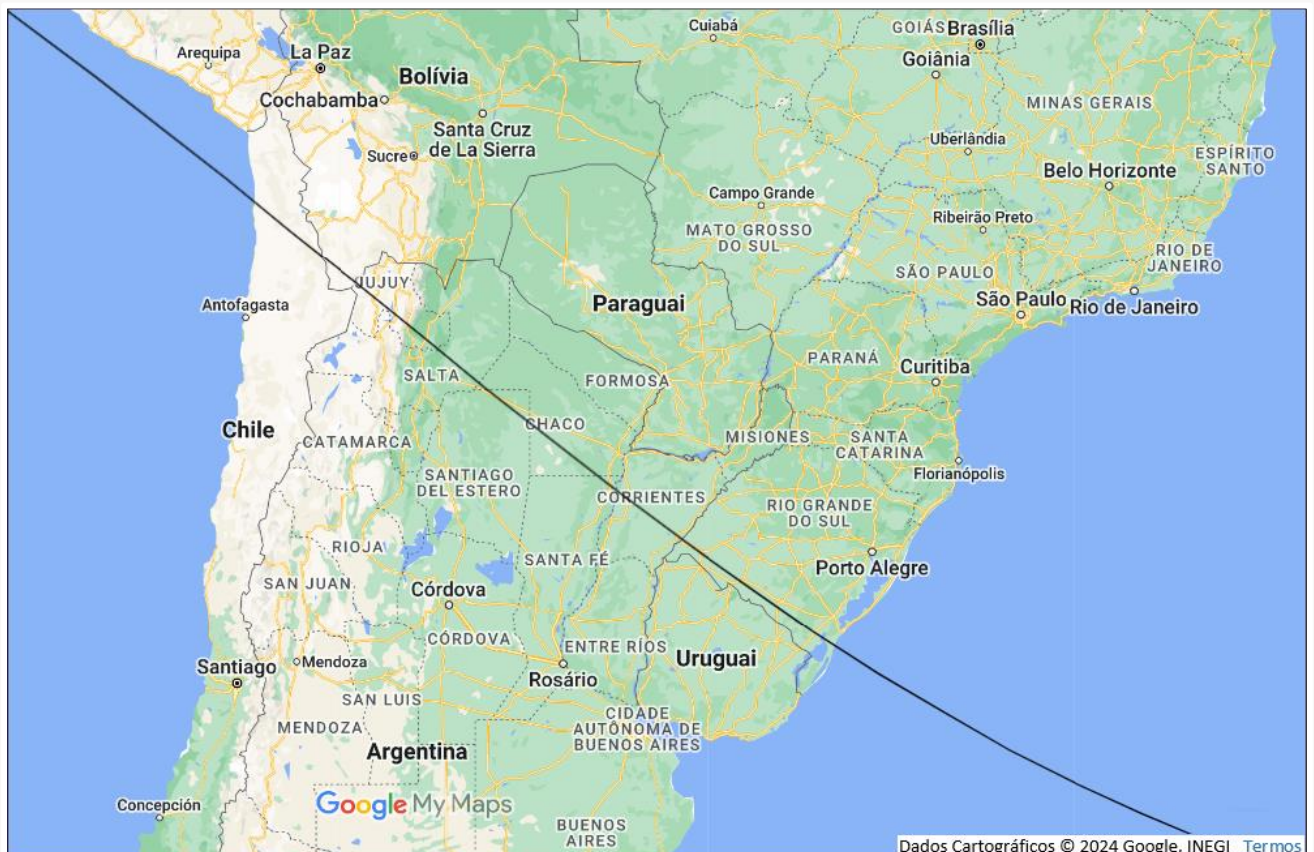 Cuiabá
GOIÁS
Brasília
Arequipa
La Paz
Goiânia
Bolívia
Cochabamba
MINAS GERAIS
Santa Cruz
de La Sierra
Uberlândia
Sucre
ESPÍRITO
SANTO
Belo Horizonte
Campo Grande
Ribeirão Preto
MATO GROSSO
DO SUL
RIO DE
JANEIRO
SÃO PAULO
JUJUY
Antofagasta
Paraguai
São Paulo
Rio de Janeiro
PARANÁ
Curitiba
SALTA
FORMOSA
Chile
CHACO
CATAMARCA
MISIONES
SANTA
CATARINA
Florianópolis
SANTIAGO
DEL ESTERO
CORRIENTES
RIO GRANDE
DO SUL
RIOJA
SANTA FÉ
Porto Alegre
SAN JUAN
Córdova
CÓRDOVA
ENTRE RÍOS
Uruguai
Santiago
Mendoza
Rosário
SAN LUIS
CIDADE
AUTÔNOMA DE
BUENOS AIRES
MENDOZA
Argentina
Concepción
Google My Maps
BUENOS
AIRES
Dados Cartográficos © 2024 Google, INEGI Termos